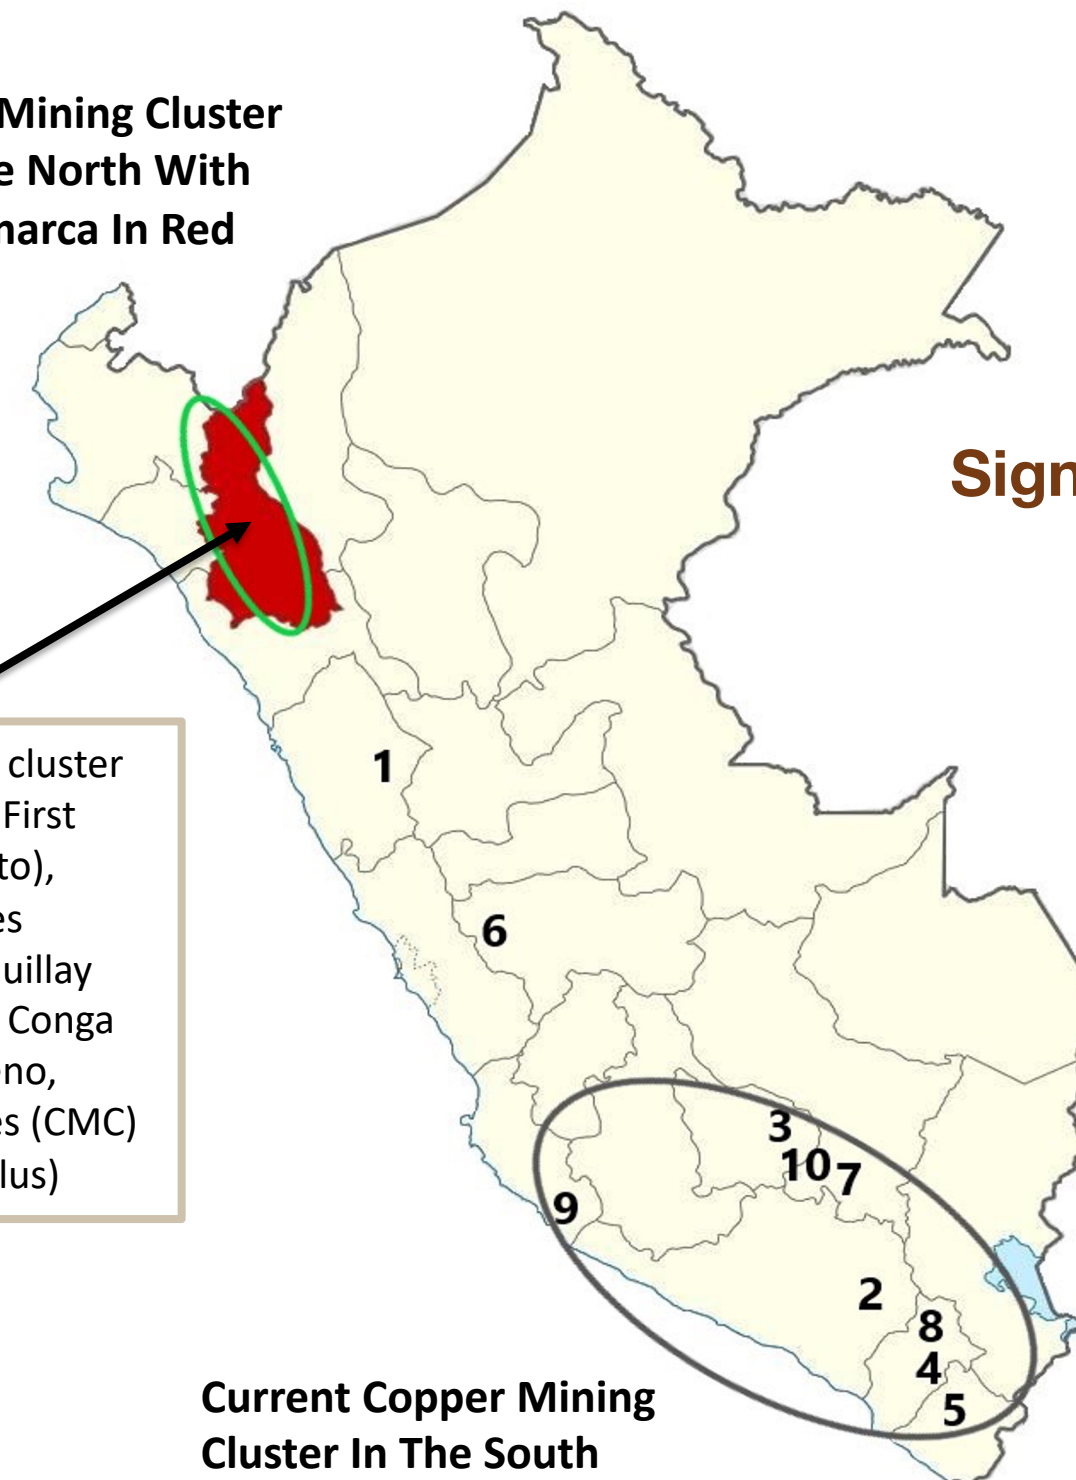 Mining Cluster
e North With
narca In Red
Sign
1
cluster
First
to),
es
uillay
Conga
eno,
es (CMC)
lus)
6
3
10
7
9
2
8
4
5
Current Copper Mining
Cluster In The South